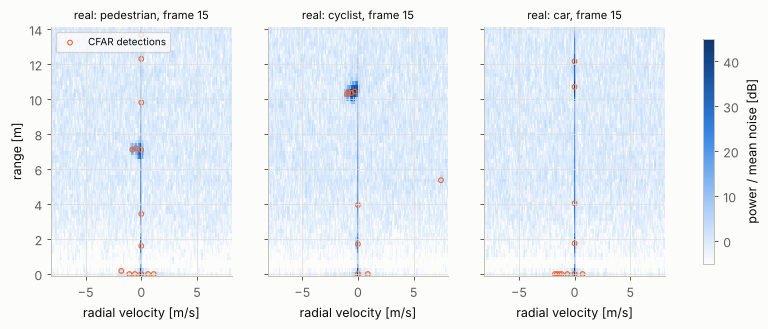 real: pedestrian, frame 15
real: cyclist, frame 15
real: car, frame 15
CFAR detections
14
12
10
8
6
4
2
0
range [m]
−5 0 5
−5 0 5
−5 0 5
radial velocity [m/s]
radial velocity [m/s]
radial velocity [m/s]
40
30
20
10
0
power / mean noise [dB]